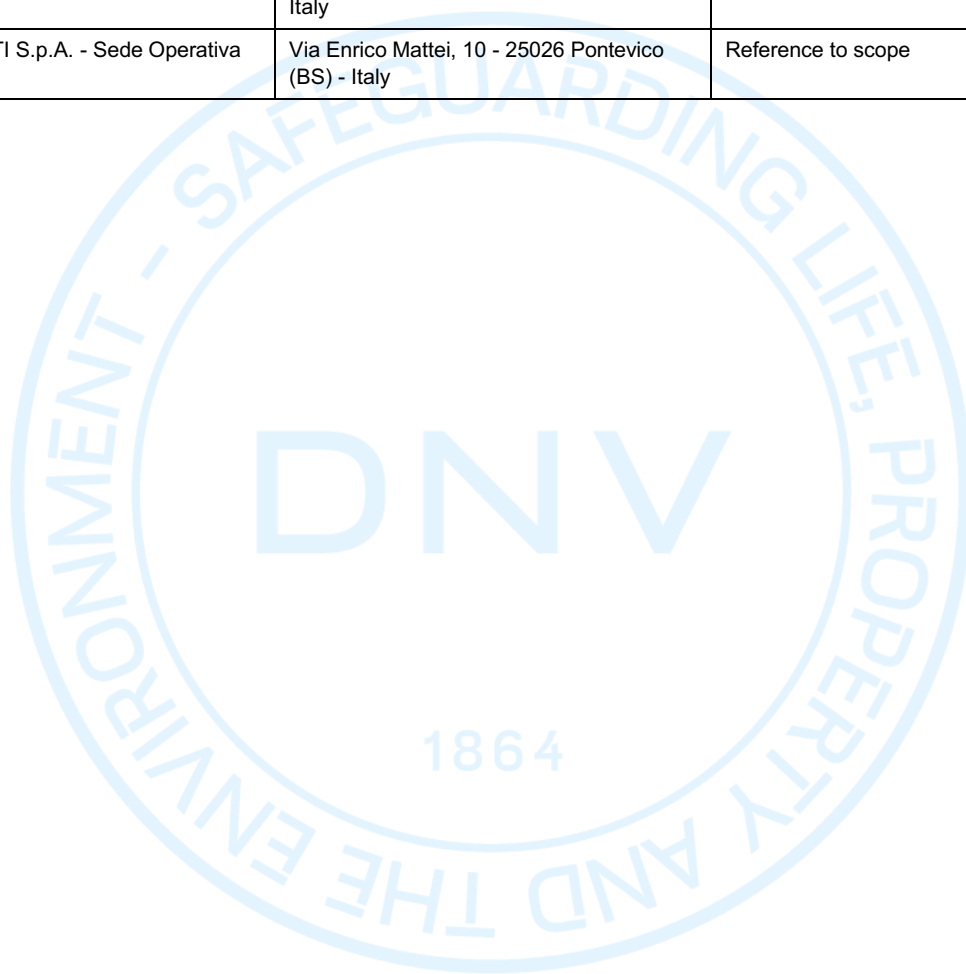 Italy
TI S.p.A. - Sede Operativa
Via Enrico Mattei, 10 - 25026 Pontevico
(BS) - Italy
Reference to scope
SAFEGUARDING LIFE, PROPERTY AND THE ENVIRONMENT -
DNV
1864